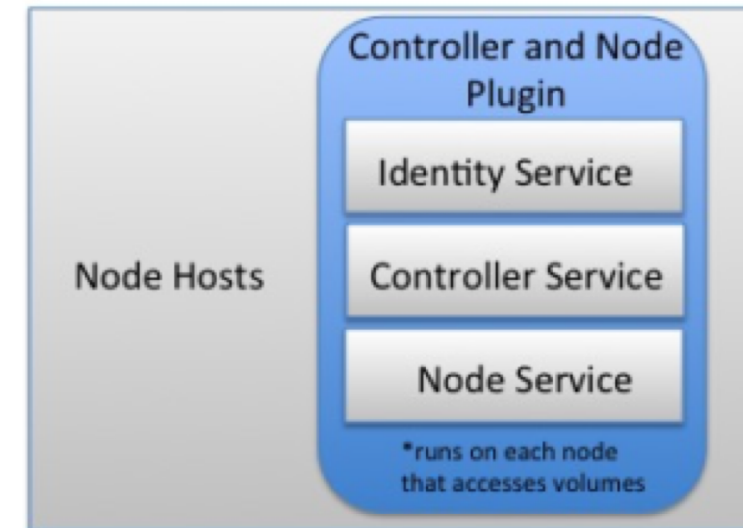 Controller and Node
Plugin
Identity Service
Node Hosts
Controller Service
Node Service
*runs on each node
that accesses volumes